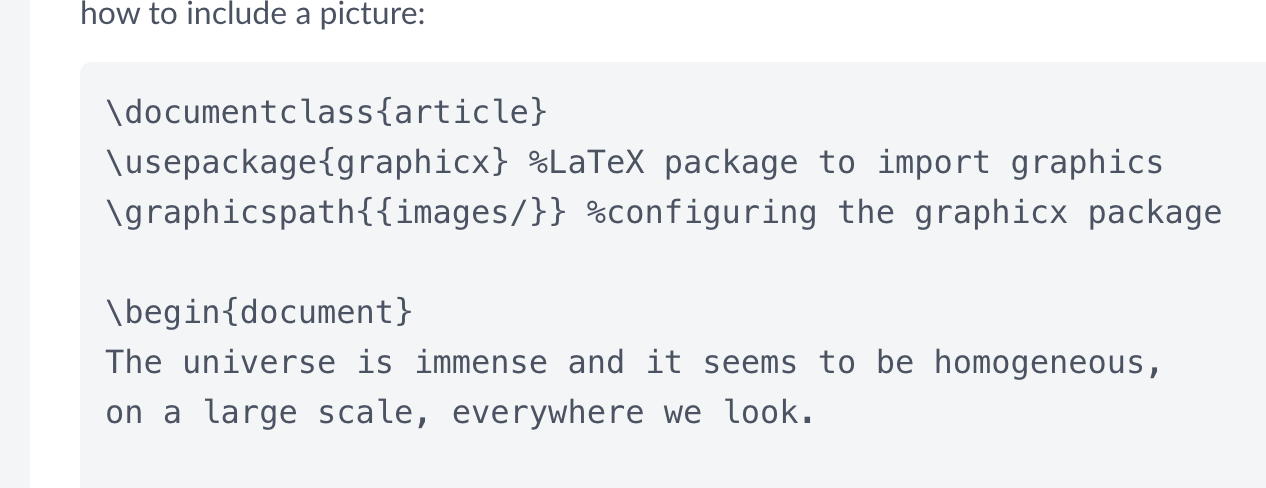 how to include a picture:
\documentclass{article}
\usepackage{graphicx} %LaTeX package to import graphics
\graphicspath{{images/}} %configuring the graphicx package
\begin{document}
The universe is immense and it seems to be homogeneous,
on a large scale, everywhere we look.